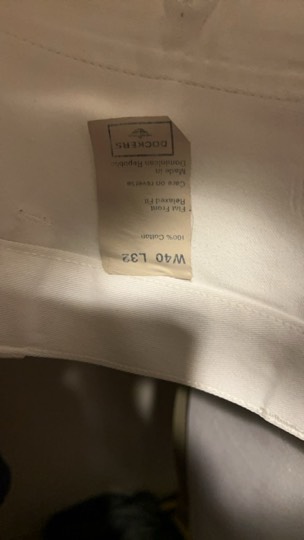 W40 L32
100% Cotton
Flat Front
Relaxed Fit
Care on reverse
Made in
Dominican Republic
DOCKERS